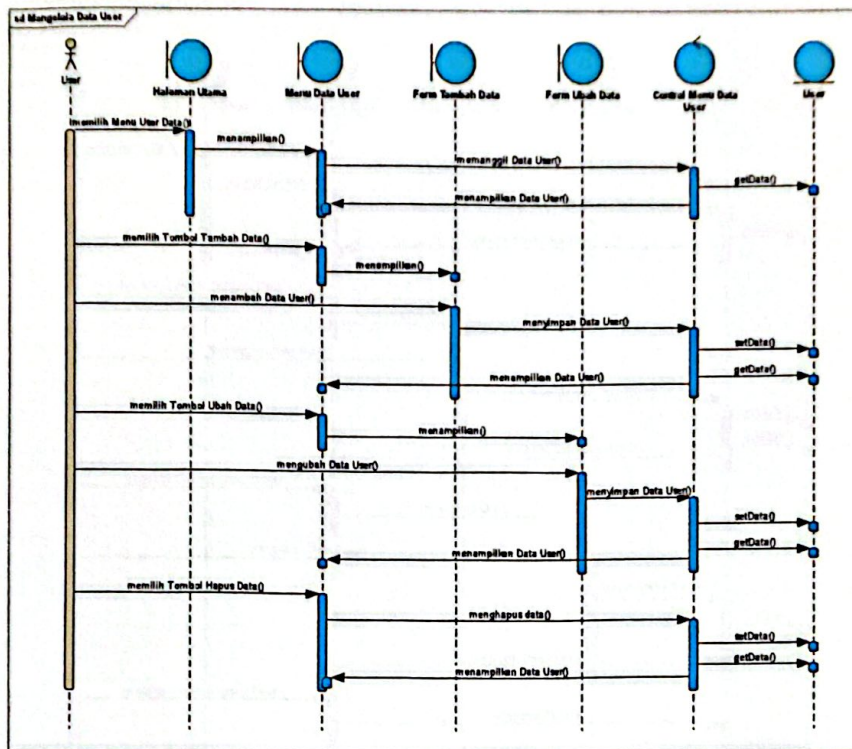 sd Mangelola Data User
User
Halaman Utama
Menu Data User
Form Tambah Data
Form Ubah Data
Control Menu Data
User
User
memilih Menu User Data()
menampilkan()
memanggil Data User()
getData()
menampilkan Data User()
memilih Tombol Tambah Data()
menampilkan()
menambah Data User()
menyimpan Data User()
setData()
getData()
menampilkan Data User()
memilih Tombol Ubah Data()
menampilkan()
mengubah Data User()
menyimpan Data User()
setData()
getData()
menampilkan Data User()
memilih Tombol Hapus Data()
menghapus data()
setData()
getData()
menampilkan Data User()